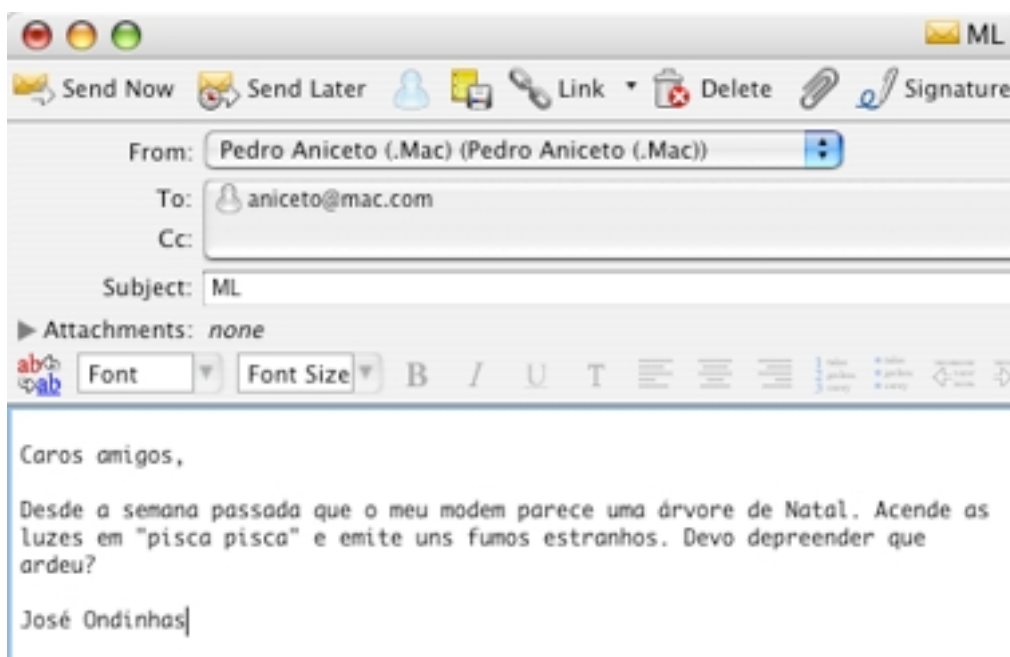 ML
Send Now Send Later Link Delete Signature
From: Pedro Aniceto (.Mac) (Pedro Aniceto (.Mac))
To: aniceto@mac.com
Cc:
Subject: ML
Attachments: none
ab ab Font Font Size B I U T
Caros amigos,
Desde a semana passada que o meu modem parece uma árvore de Natal. Acende as
luzes em "pisca pisca" e emite uns fumos estranhos. Devo depreender que
ardeu?
José Ondinhas